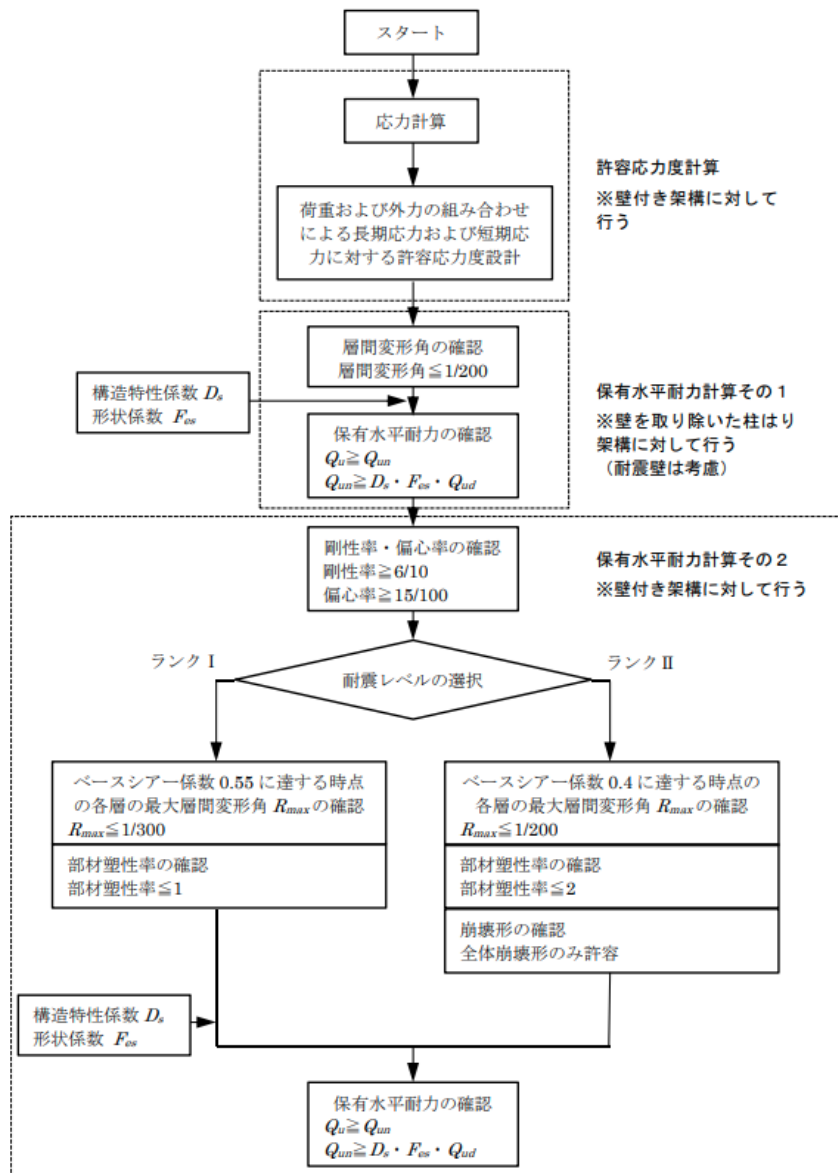 スタート
応力計算
荷重および外力の組み合わせ
による長期応力および短期応
力に対する許容応力度設計
許容応力度計算
※壁付き架構に対して
行う
層間変形角の確認
層間変形角≦1/200
構造特性係数 Ds
形状係数 Fes
保有水平耐力の確認
Qu≧Qun
Qun≧Ds・Fes・Qud
保有水平耐力計算その1
※壁を取り除いた柱はり
架構に対して行う
(耐震壁は考慮)
剛性率・偏心率の確認
剛性率≧6/10
偏心率≧15/100
保有水平耐力計算その2
※壁付き架構に対して行う
ランクⅠ
耐震レベルの選択
ランクⅡ
ベースシアー係数 0.55 に達する時点
の各層の最大層間変形角 Rmax の確認
Rmax≦1/300
部材塑性率の確認
部材塑性率≦1
ベースシアー係数 0.4 に達する時点の
各層の最大層間変形角 Rmax の確認
Rmax≦1/200
部材塑性率の確認
部材塑性率≦2
崩壊形の確認
全体崩壊形のみ許容
構造特性係数 Ds
形状係数 Fes
保有水平耐力の確認
Qu≧Qun
Qun≧Ds・Fes・Qud